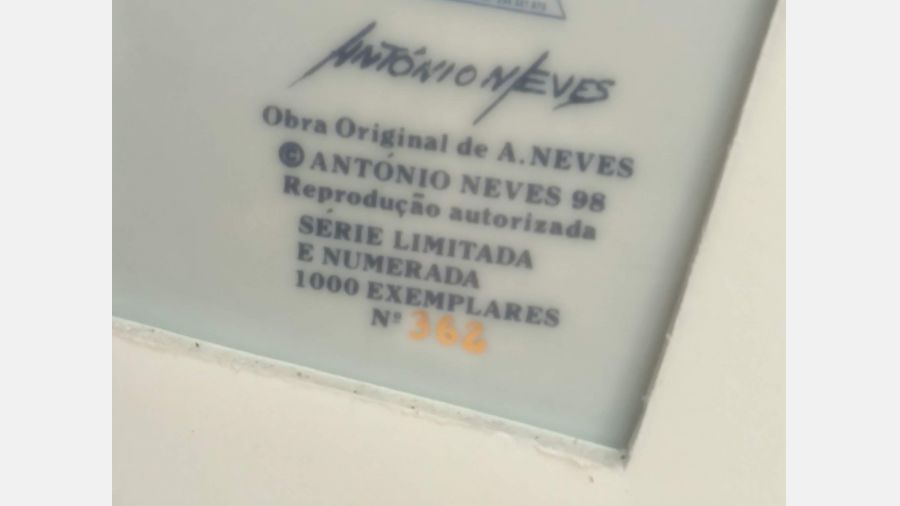 ANTÓNIO NEVES
Obra Original de A. NEVES
© ANTÓNIO NEVES 98
Reprodução autorizada
SÉRIE LIMITADA
E NUMERADA
1000 EXEMPLARES
Nº 362